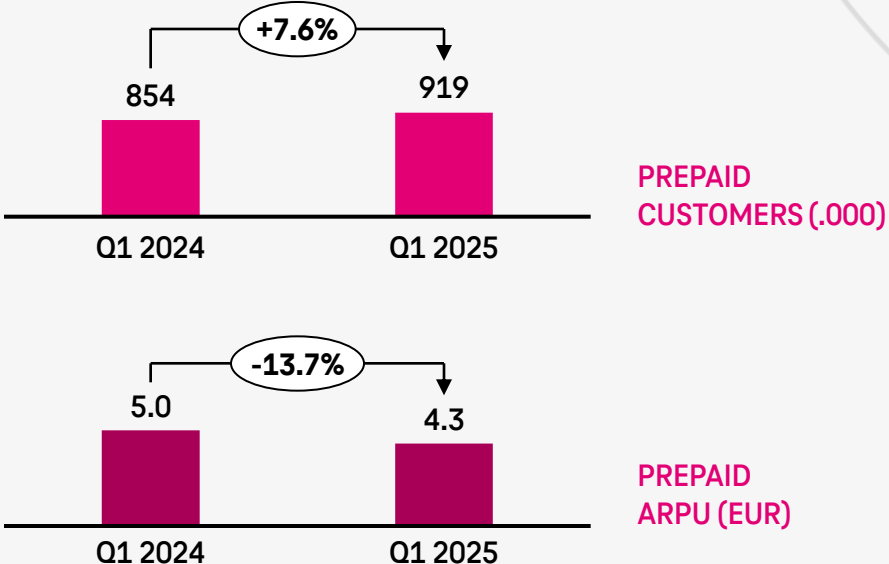 +7.6%
854
919
Q1 2024
Q1 2025
PREPAID
CUSTOMERS (.000)
-13.7%
5.0
4.3
Q1 2024
Q1 2025
PREPAID
ARPU (EUR)